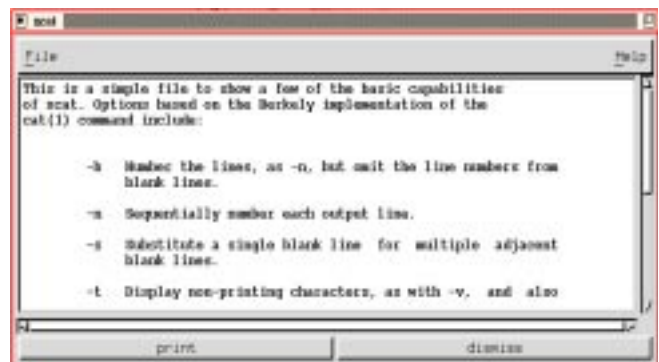 xcat
File Help
This is a simple file to show a few of the basic capabilities
of xcat. Options based on the Berkely implementation of the
cat(1) command include:
-b Number the lines, as -n, but omit the line numbers from
blank lines.
-n Sequentially number each output line.
-s Substitute a single blank line for multiple adjacent
blank lines.
-t Display non-printing characters, as with -v, and also
print dismiss